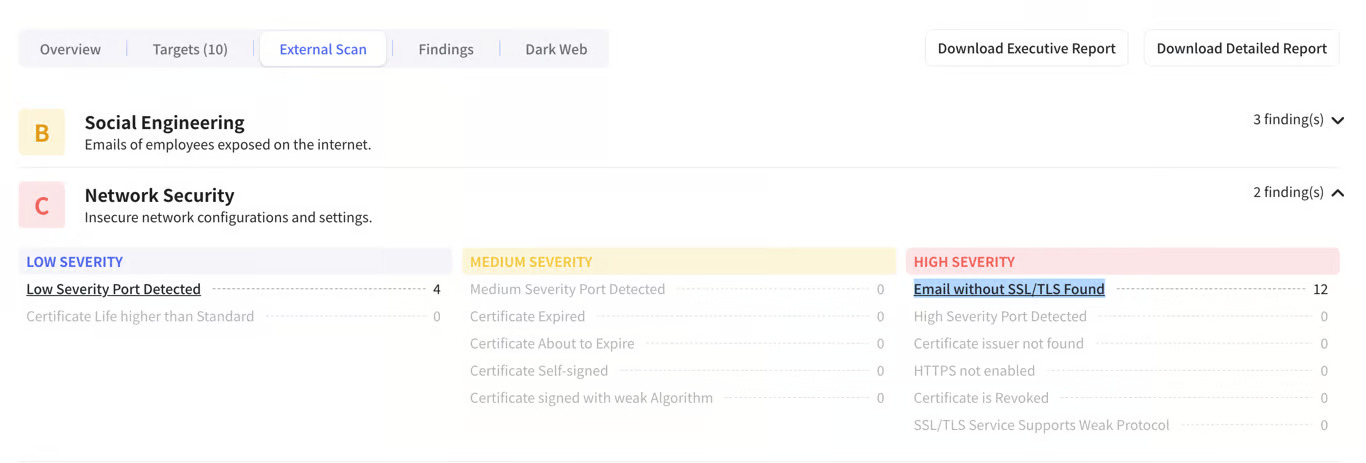 Overview Targets (10) External Scan Findings Dark Web Download Executive Report Download Detailed Report
B Social Engineering 3 finding(s)
Emails of employees exposed on the internet.
C Network Security 2 finding(s)
Insecure network configurations and settings.
LOW SEVERITY
Low Severity Port Detected 4
Certificate Life higher than Standard 0
MEDIUM SEVERITY
Medium Severity Port Detected 0
Certificate Expired 0
Certificate About to Expire 0
Certificate Self-signed 0
Certificate signed with weak Algorithm 0
HIGH SEVERITY
Email without SSL/TLS Found 12
High Severity Port Detected 0
Certificate issuer not found 0
HTTPS not enabled 0
Certificate is Revoked 0
SSL/TLS Service Supports Weak Protocol 0